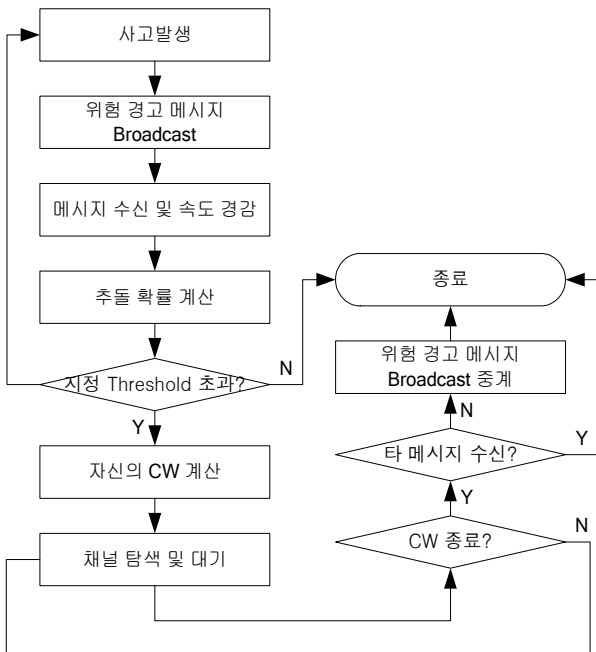 사고발생
위험 경고 메시지
Broadcast
메시지 수신 및 속도 경감
추돌 확률 계산
지정 Threshold 초과?
N
Y
자신의 CW 계산
채널 탐색 및 대기
종료
위험 경고 메시지
Broadcast 중계
N
타 메시지 수신?
Y
Y
CW 종료?
N